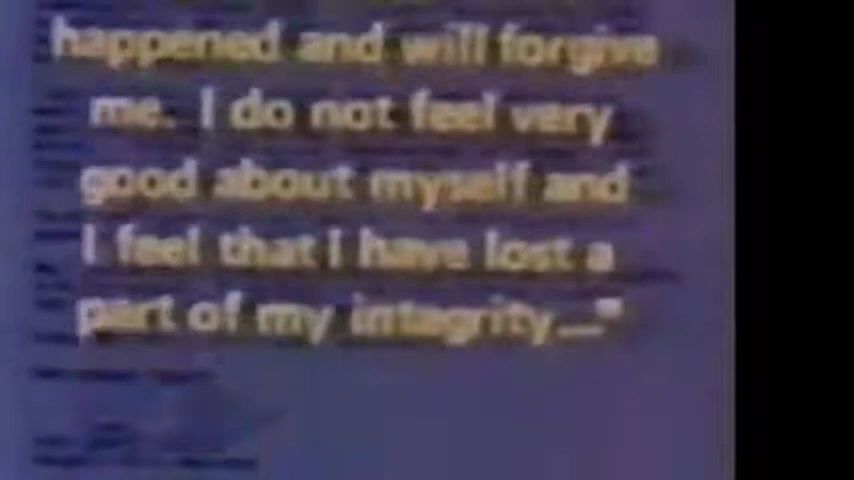 happened and will forgive
me. I do not feel very
good about myself and
I feel that I have lost a
part of my integrity..."